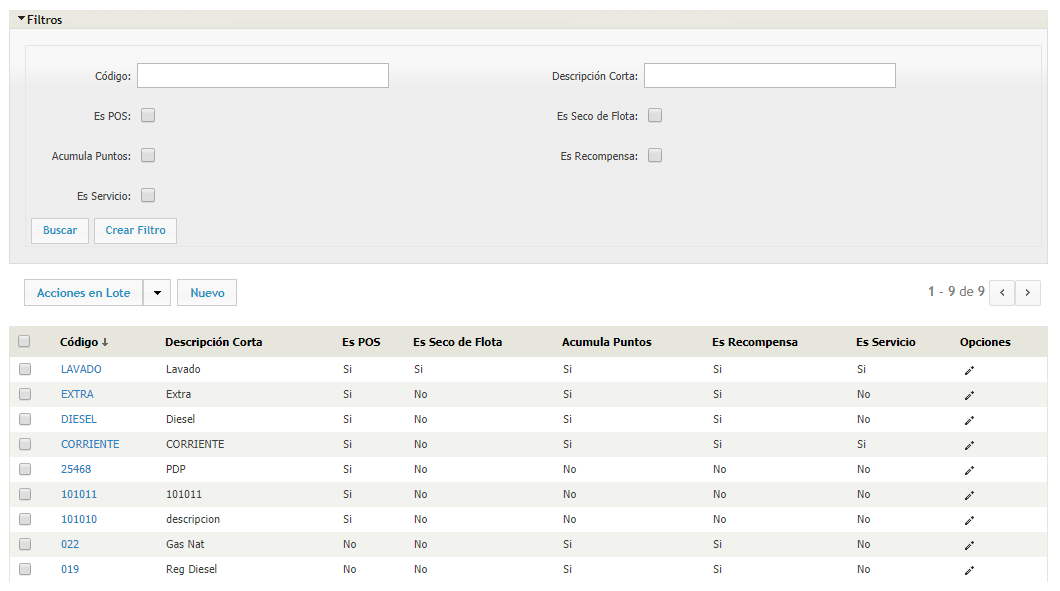 Filtros
Código: Descripción Corta:
Es POS: Es Seco de Flota:
Acumula Puntos: Es Recompensa:
Es Servicio:
Buscar Crear Filtro
Acciones en Lote Nuevo 1 - 9 de 9
Código Descripción Corta Es POS Es Seco de Flota Acumula Puntos Es Recompensa Es Servicio Opciones
LAVADO Lavado Si Si Si Si Si
EXTRA Extra Si No Si Si No
DIESEL Diesel Si No Si Si No
CORRIENTE CORRIENTE Si No Si Si Si
25468 PDP Si No No No No
101011 101011 Si No No No No
101010 descripcion Si No No No No
022 Gas Nat No No Si Si No
019 Reg Diesel No No Si Si No